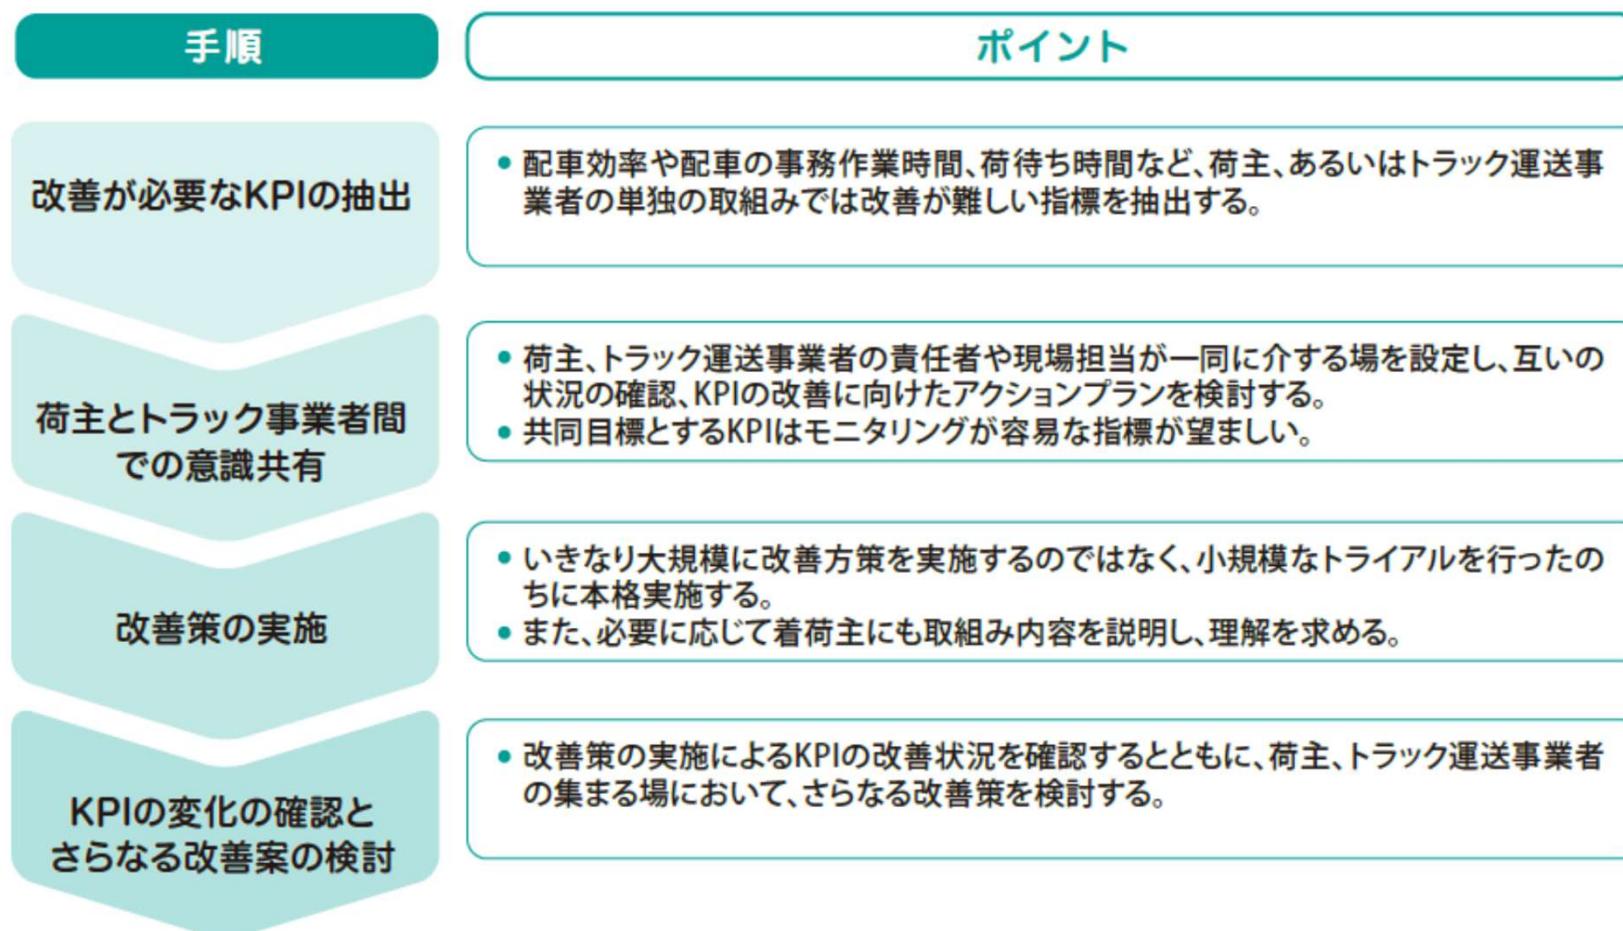 手順
ポイント
改善が必要なKPIの抽出
• 配車効率や配車の事務作業時間、荷待ち時間など、荷主、あるいはトラック運送事
業者の単独の取組みでは改善が難しい指標を抽出する。
荷主とトラック事業者間
での意識共有
• 荷主、トラック運送事業者の責任者や現場担当が一同に介する場を設定し、互いの
状況の確認、KPIの改善に向けたアクションプランを検討する。
• 共同目標とするKPIはモニタリングが容易な指標が望ましい。
改善策の実施
• いきなり大規模に改善方策を実施するのではなく、小規模なトライアルを行ったの
ちに本格実施する。
• また、必要に応じて着荷主にも取組み内容を説明し、理解を求める。
KPIの変化の確認と
さらなる改善案の検討
• 改善策の実施によるKPIの改善状況を確認するとともに、荷主、トラック運送事業者
の集まる場において、さらなる改善策を検討する。